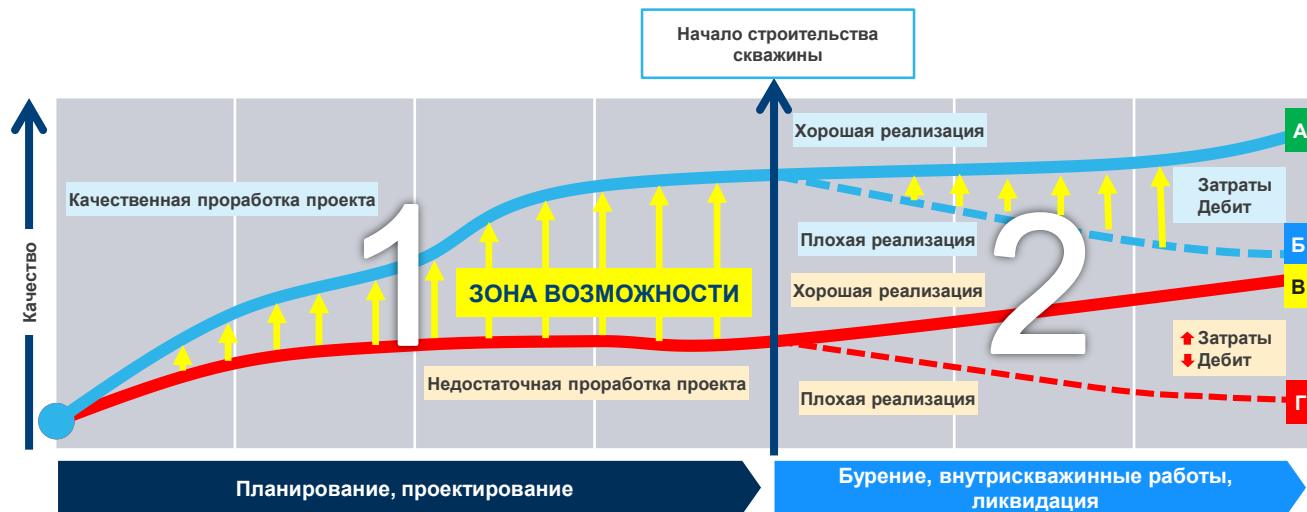 Начало строительства
скважины
Качество
Хорошая реализация
А
Качественная проработка проекта
1
Затраты
Дебит
Плохая реализация
2
Б
ЗОНА ВОЗМОЖНОСТИ
Хорошая реализация
В
Затраты
Дебит
Недостаточная проработка проекта
Плохая реализация
Г
Планирование, проектирование
Бурение, внутрискважинные работы,
ликвидация